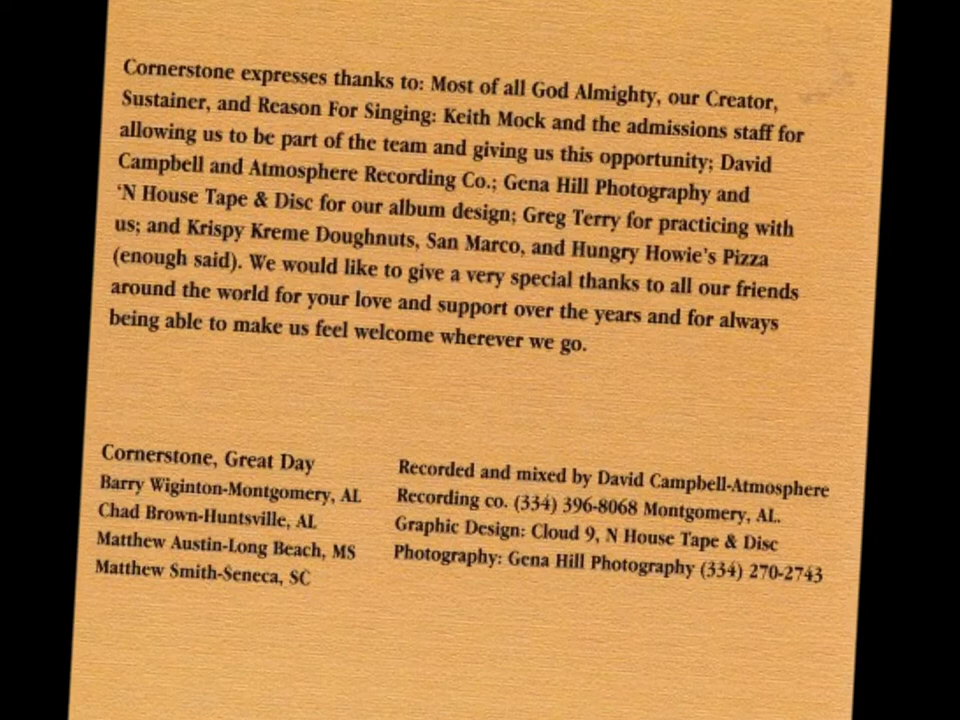 Cornerstone expresses thanks to: Most of all God Almighty, our Creator,
Sustainer, and Reason For Singing: Keith Mock and the admissions staff for
allowing us to be part of the team and giving us this opportunity; David
Campbell and Atmosphere Recording Co.; Gena Hill Photography and
‘N House Tape & Disc for our album design; Greg Terry for practicing with
us; and Krispy Kreme Doughnuts, San Marco, and Hungry Howie’s Pizza
(enough said). We would like to give a very special thanks to all our friends
around the world for your love and support over the years and for always
being able to make us feel welcome wherever we go.
Cornerstone, Great Day
Barry Wiginton-Montgomery, AL
Chad Brown-Huntsville, AL
Matthew Austin-Long Beach, MS
Matthew Smith-Seneca, SC
Recorded and mixed by David Campbell-Atmosphere
Recording co. (334) 396-8068 Montgomery, AL.
Graphic Design: Cloud 9, N House Tape & Disc
Photography: Gena Hill Photography (334) 270-2743